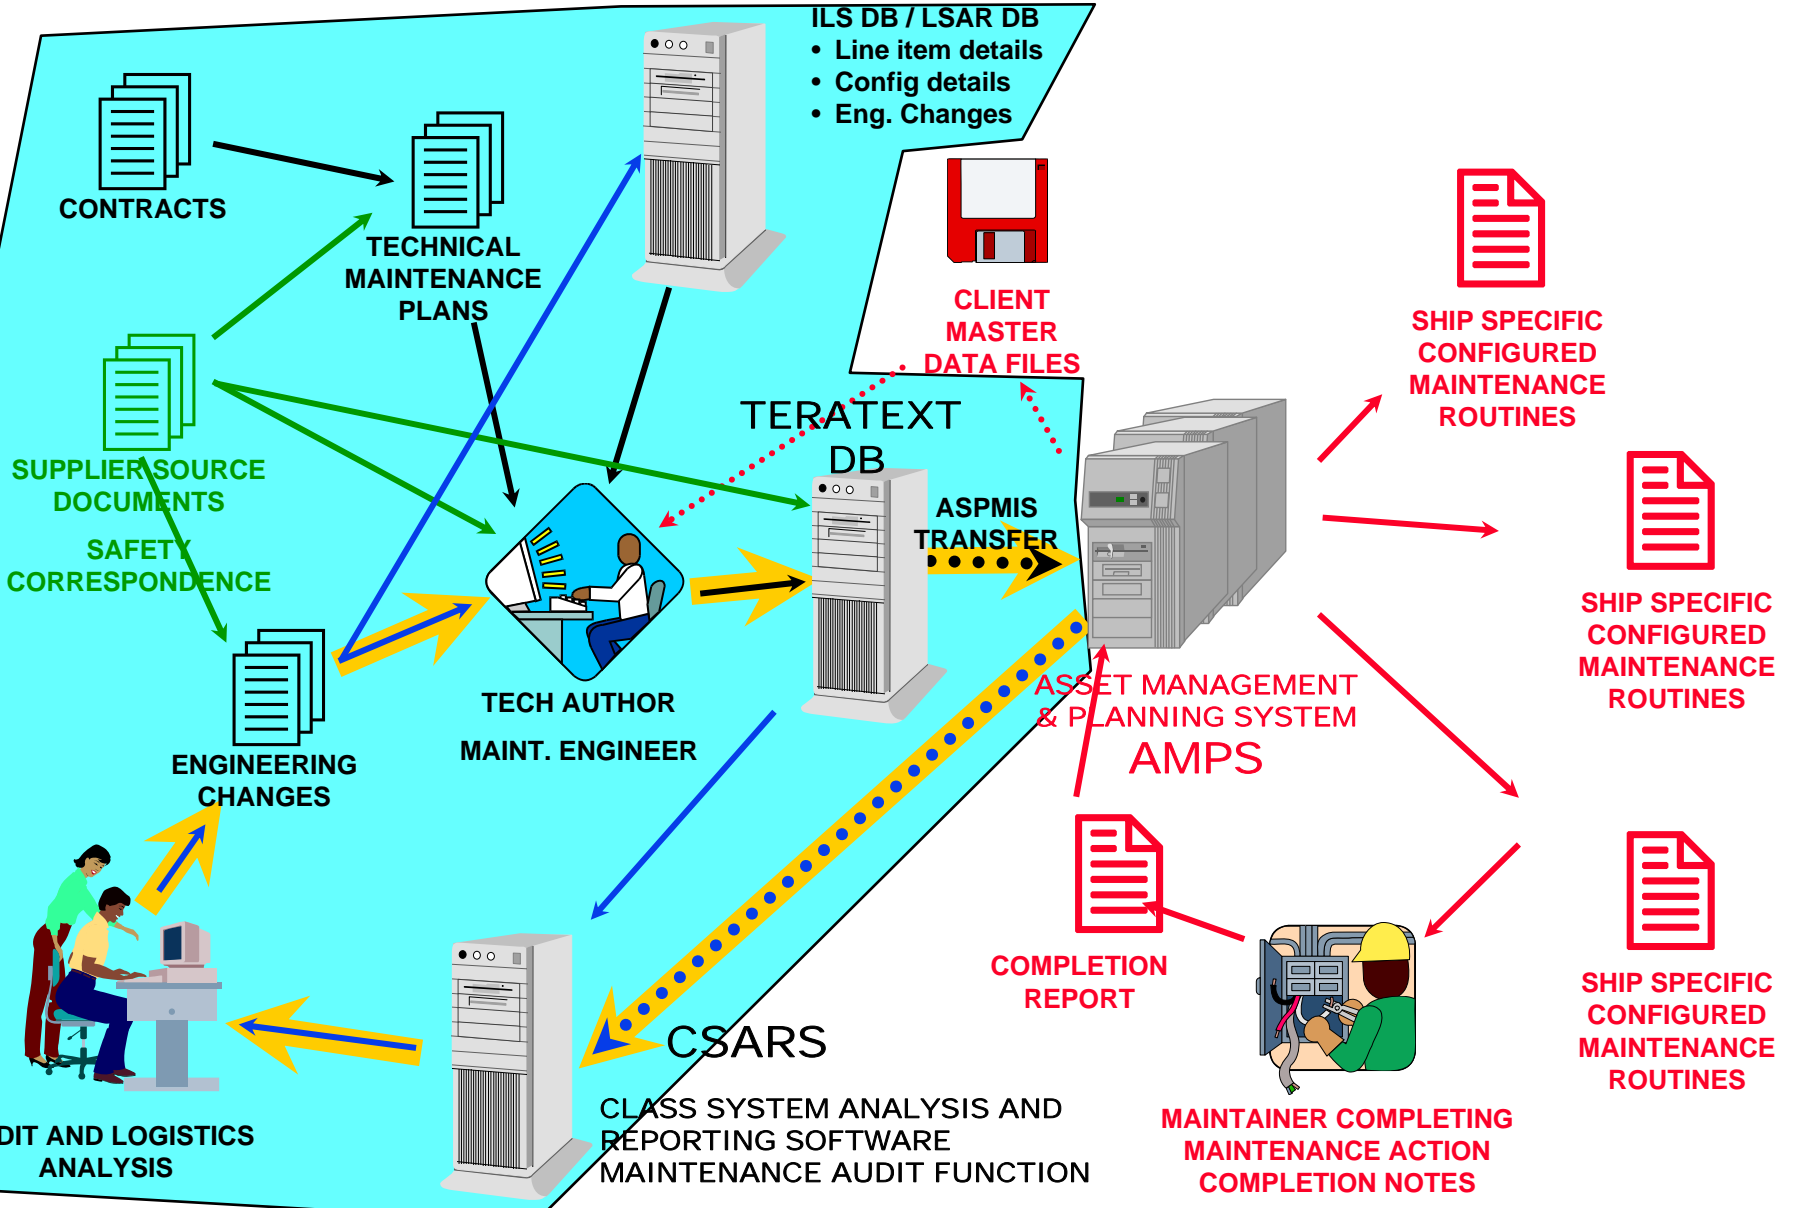 ILS DB / LSAR DB
• Line item details
• Config details
• Eng. Changes
CONTRACTS
TECHNICAL
MAINTENANCE
PLANS
CLIENT
MASTER
DATA FILES
SHIP SPECIFIC
CONFIGURED
MAINTENANCE
ROUTINES
SUPPLIER SOURCE
DOCUMENTS
SAFETY
CORRESPONDENCE
TERATEXT
DB
ASPMIS
TRANSFER
SHIP SPECIFIC
CONFIGURED
MAINTENANCE
ROUTINES
TECH AUTHOR
MAINT. ENGINEER
ASSET MANAGEMENT
& PLANNING SYSTEM
AMPS
ENGINEERING
CHANGES
COMPLETION
REPORT
SHIP SPECIFIC
CONFIGURED
MAINTENANCE
ROUTINES
CSARS
CLASS SYSTEM ANALYSIS AND
REPORTING SOFTWARE
MAINTENANCE AUDIT FUNCTION
DIT AND LOGISTICS
ANALYSIS
MAINTAINER COMPLETING
MAINTENANCE ACTION
COMPLETION NOTES